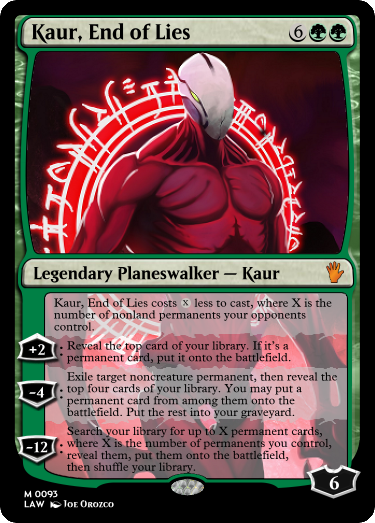 Kaur, End of Lies 6
Legendary Planeswalker — Kaur
Kaur, End of Lies costs X less to cast, where X is the
number of nonland permanents your opponents
control.
+2: Reveal the top card of your library. If it's a
permanent card, put it onto the battlefield.
-4: Exile target noncreature permanent, then reveal the
top four cards of your library. You may put a
permanent card from among them onto the
battlefield. Put the rest into your graveyard.
-12: Search your library for up to X permanent cards,
where X is the number of permanents you control,
reveal them, put them onto the battlefield,
then shuffle your library.
6
M 0093
LAW Joe Orozco